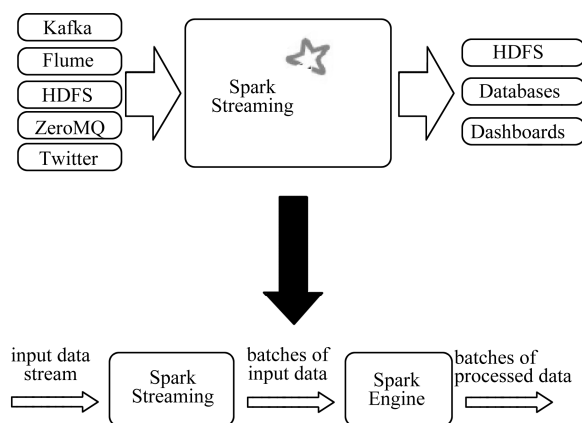 Kafka
Flume
HDFS
ZeroMQ
Twitter
Spark
Streaming
HDFS
Databases
Dashboards
input data
stream
Spark
Streaming
batches of
input data
Spark
Engine
batches of
processed data